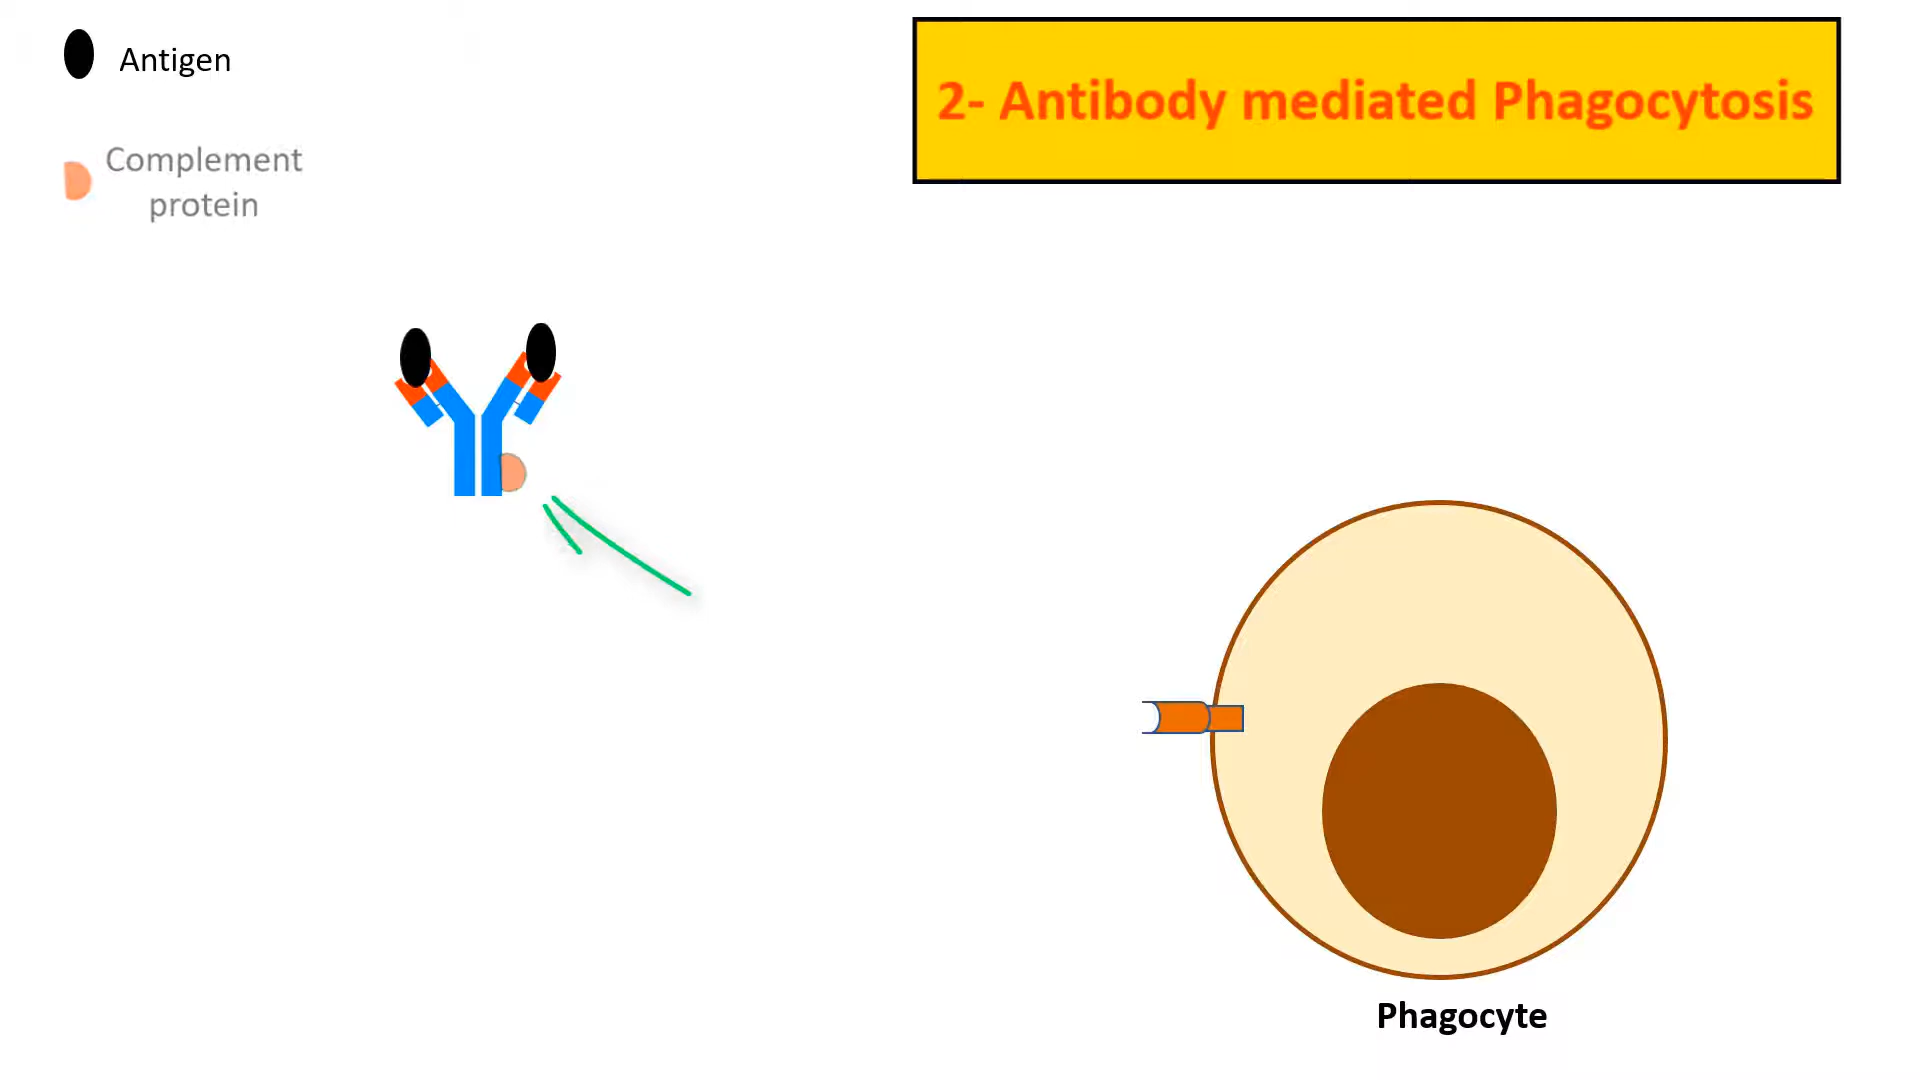 Antigen
2- Antibody mediated Phagocytosis
Complement
protein
Phagocyte